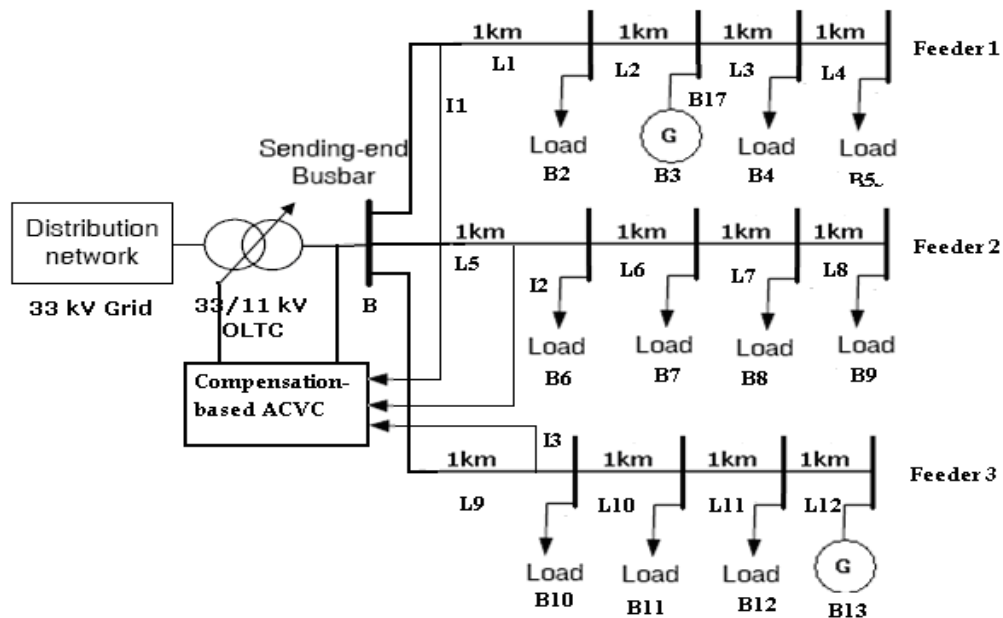 1km 1km 1km 1km
Feeder 1
L1 L2 L3 L4
I1
B17
G
Load Load Load
B2 B3 B4 B5
Sending-end
Busbar
Distribution
network
33 kV Grid
33/11 kV
OLTC
B
1km 1km 1km 1km
Feeder 2
L5 I2 L6 L7 L8
Load Load Load Load
B6 B7 B8 B9
Compensation-
based ACVC
I3
1km 1km 1km 1km
Feeder 3
L9 L10 L11 L12
Load Load Load G
B10 B11 B12 B13